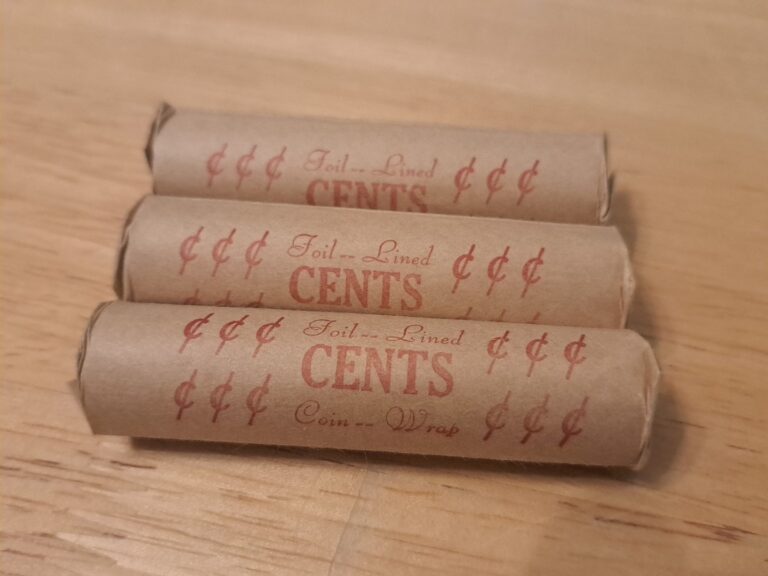 ¢ ¢ ¢ Foil -- Lined ¢ ¢ ¢
CENTS
¢ ¢ ¢ Foil -- Lined ¢ ¢ ¢
CENTS
¢ ¢ ¢ Foil -- Lined ¢ ¢ ¢
CENTS
¢ ¢ ¢ Coin -- Wrap ¢ ¢ ¢